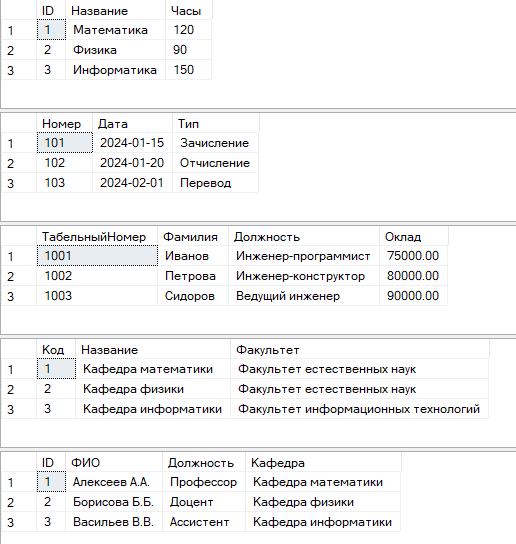 ID Название Часы
1 1 Математика 120
2 2 Физика 90
3 3 Информатика 150
Номер Дата Тип
1 101 2024-01-15 Зачисление
2 102 2024-01-20 Отчисление
3 103 2024-02-01 Перевод
ТабельныйНомер Фамилия Должность Оклад
1 1001 Иванов Инженер-программист 75000.00
2 1002 Петрова Инженер-конструктор 80000.00
3 1003 Сидоров Ведущий инженер 90000.00
Код Название Факультет
1 1 Кафедра математики Факультет естественных наук
2 2 Кафедра физики Факультет естественных наук
3 3 Кафедра информатики Факультет информационных технологий
ID ФИО Должность Кафедра
1 1 Алексеев А.А. Профессор Кафедра математики
2 2 Борисова Б.Б. Доцент Кафедра физики
3 3 Васильев В.В. Ассистент Кафедра информатики